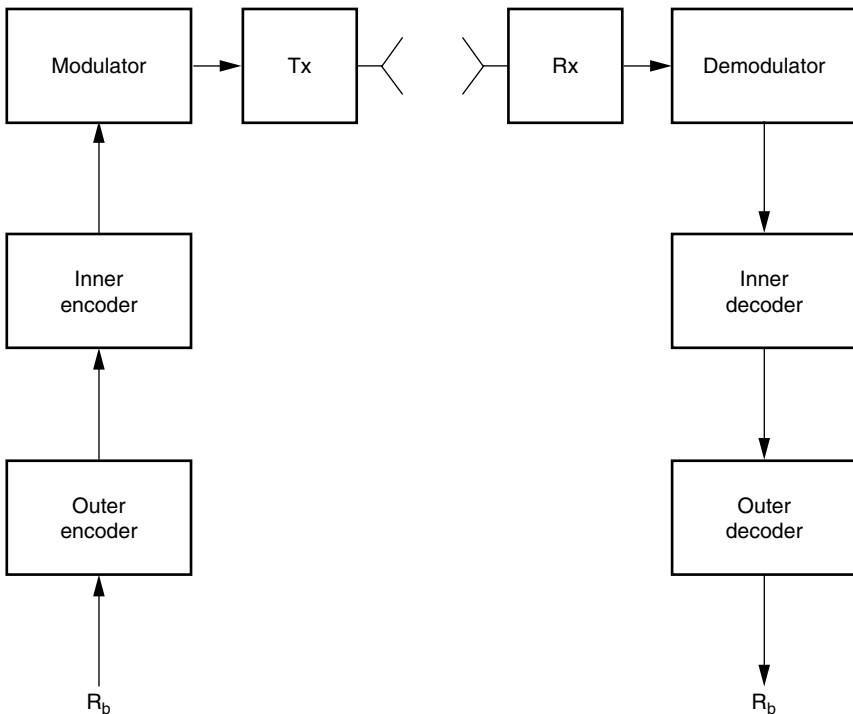 Modulator
Tx
Rx
Demodulator
Inner
encoder
Inner
decoder
Outer
encoder
Outer
decoder
R_b
R_b